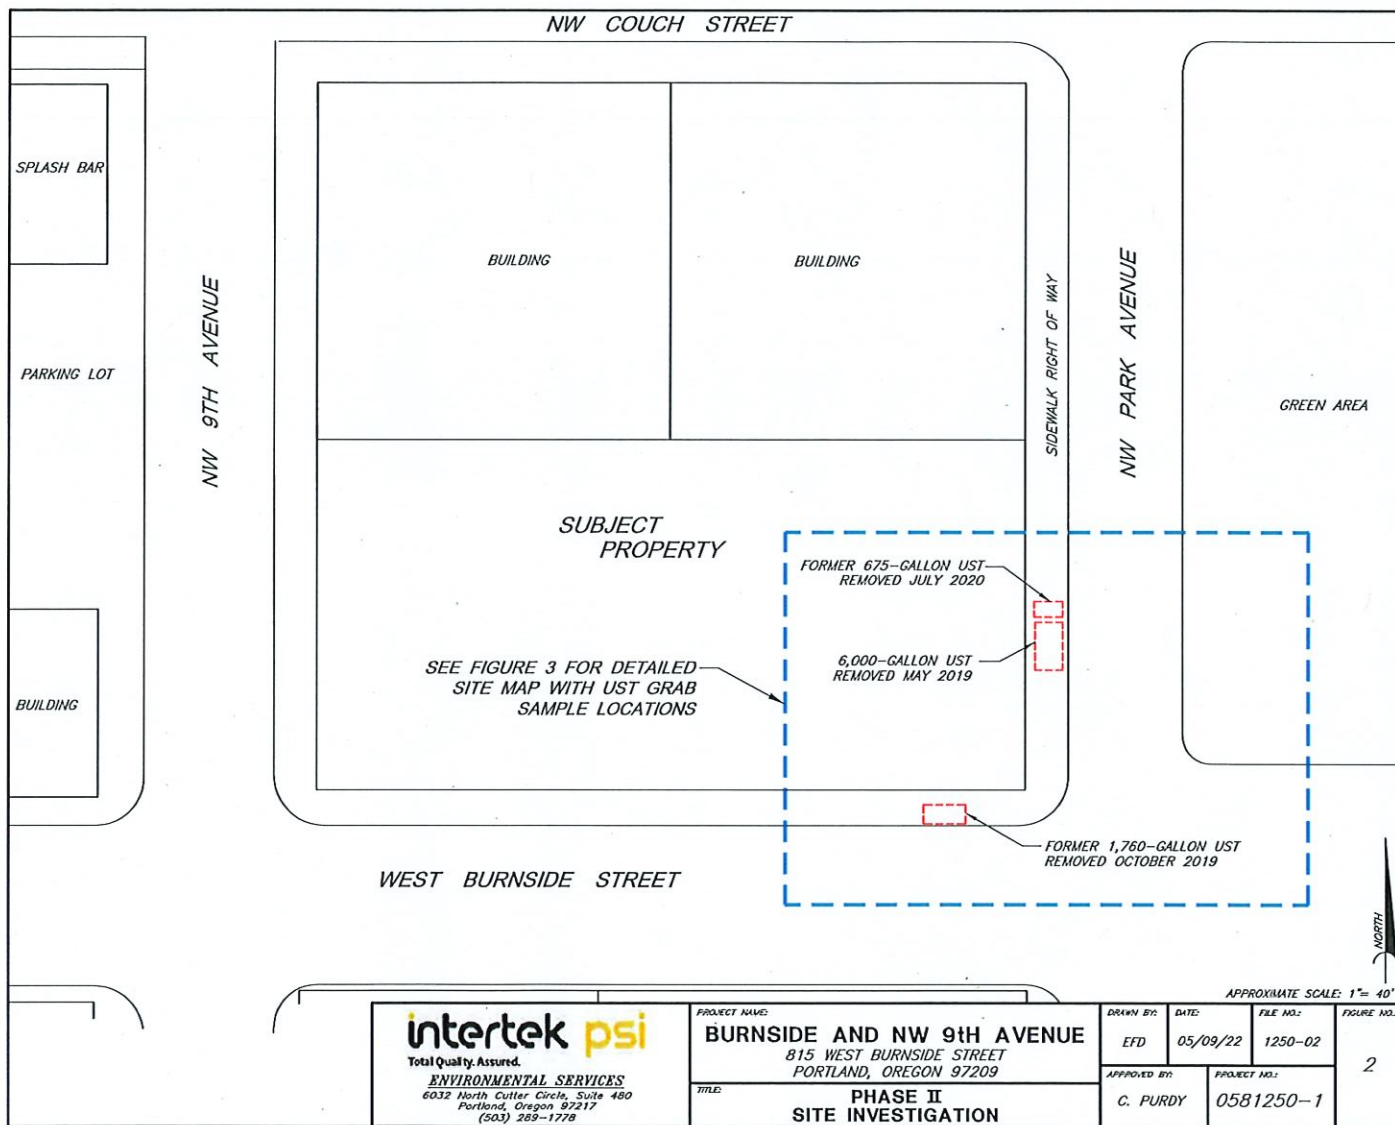 NW COUCH STREET
SPLASH BAR
BUILDING
BUILDING
NW 9TH AVENUE
SIDEWALK RIGHT OF WAY
NW PARK AVENUE
PARKING LOT
GREEN AREA
SUBJECT
PROPERTY
FORMER 675-GALLON UST
REMOVED JULY 2020
6,000-GALLON UST
REMOVED MAY 2019
SEE FIGURE 3 FOR DETAILED
SITE MAP WITH UST GRAB
SAMPLE LOCATIONS
BUILDING
FORMER 1,760-GALLON UST
REMOVED OCTOBER 2019
WEST BURNSIDE STREET
NORTH
APPROXIMATE SCALE: 1"= 40'
intertek psi
Total Quality. Assured.
ENVIRONMENTAL SERVICES
6032 North Cutter Circle, Suite 480
Portland, Oregon 97217
(503) 289-1778
PROJECT NAME:
BURNSIDE AND NW 9tH AVENUE
815 WEST BURNSIDE STREET
PORTLAND, OREGON 97209
TITLE:
PHASE II
SITE INVESTIGATION
DRAWN BY:
EFD
DATE:
05/09/22
FILE NO.:
1250-02
FIGURE NO.:
2
APPROVED BY:
C. PURDY
PROJECT NO.:
0581250-1